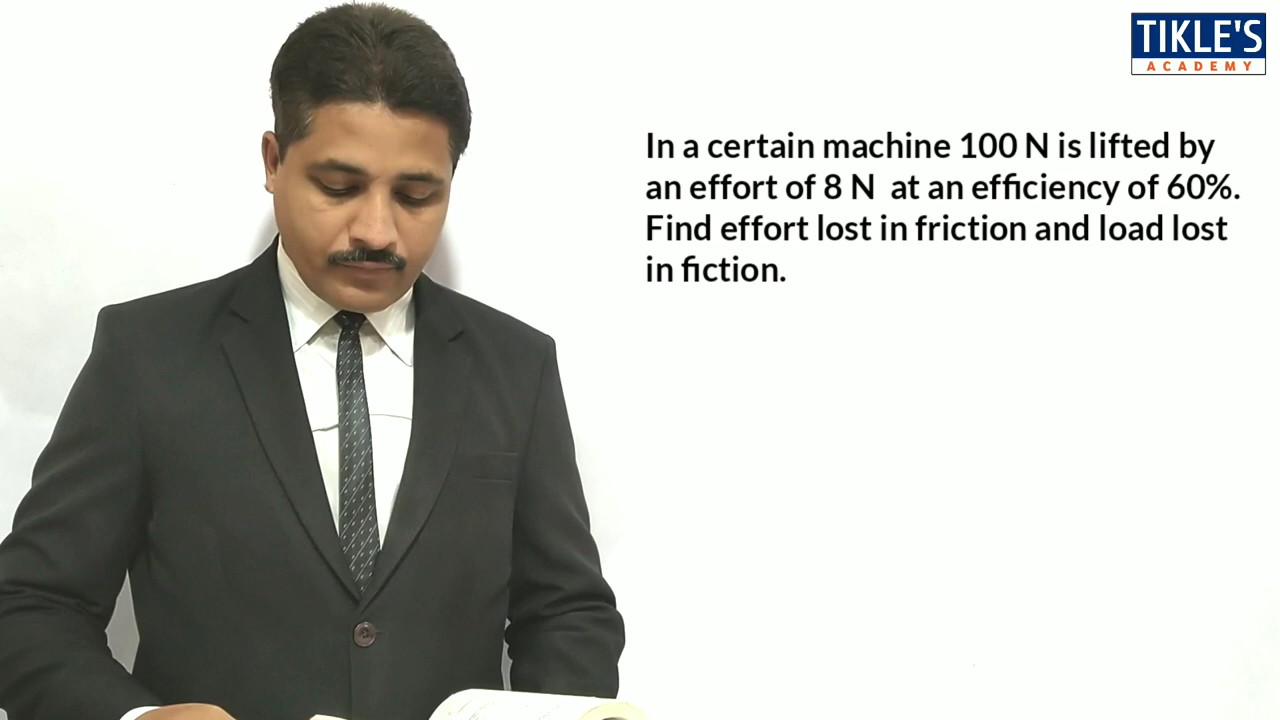 TIKLE'S
ACADEMY
In a certain machine 100 N is lifted by
an effort of 8 N  at an efficiency of 60%.
Find effort lost in friction and load lost
in fiction.